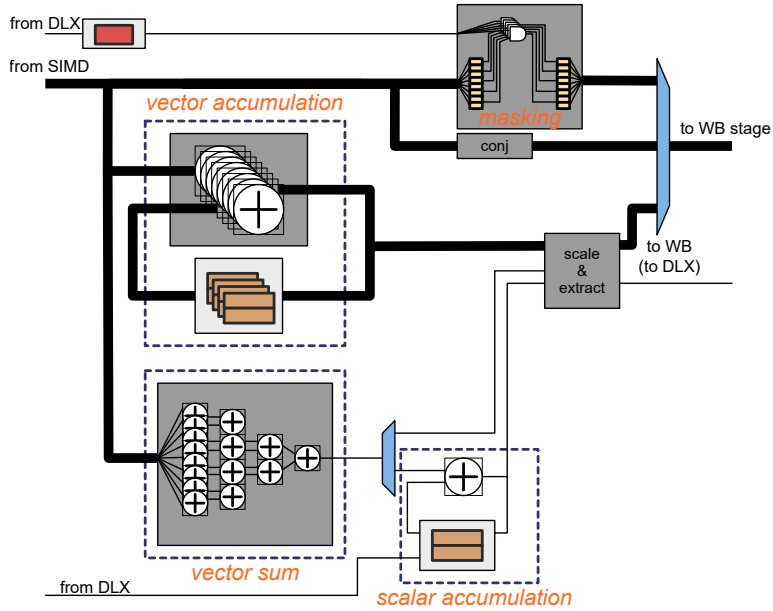 from DLX
from SIMD
vector accumulation
masking
to WB stage
conj
to WB
(to DLX)
scale
&
extract
vector sum
from DLX
scalar accumulation